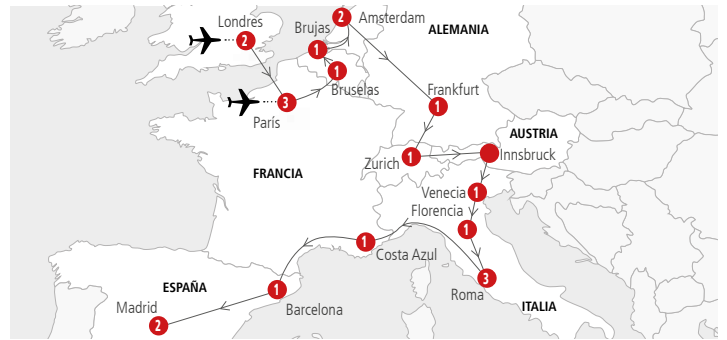 Londres
2
Brujas
1
2
Amsterdam
ALEMANIA
1
Bruselas
3
París
Frankfurt
1
AUSTRIA
Zurich
1
Innsbruck
FRANCIA
Venecia
1
Florencia
1
1
Costa Azul
3
Roma
ITALIA
ESPAÑA
1
Barcelona
Madrid
2